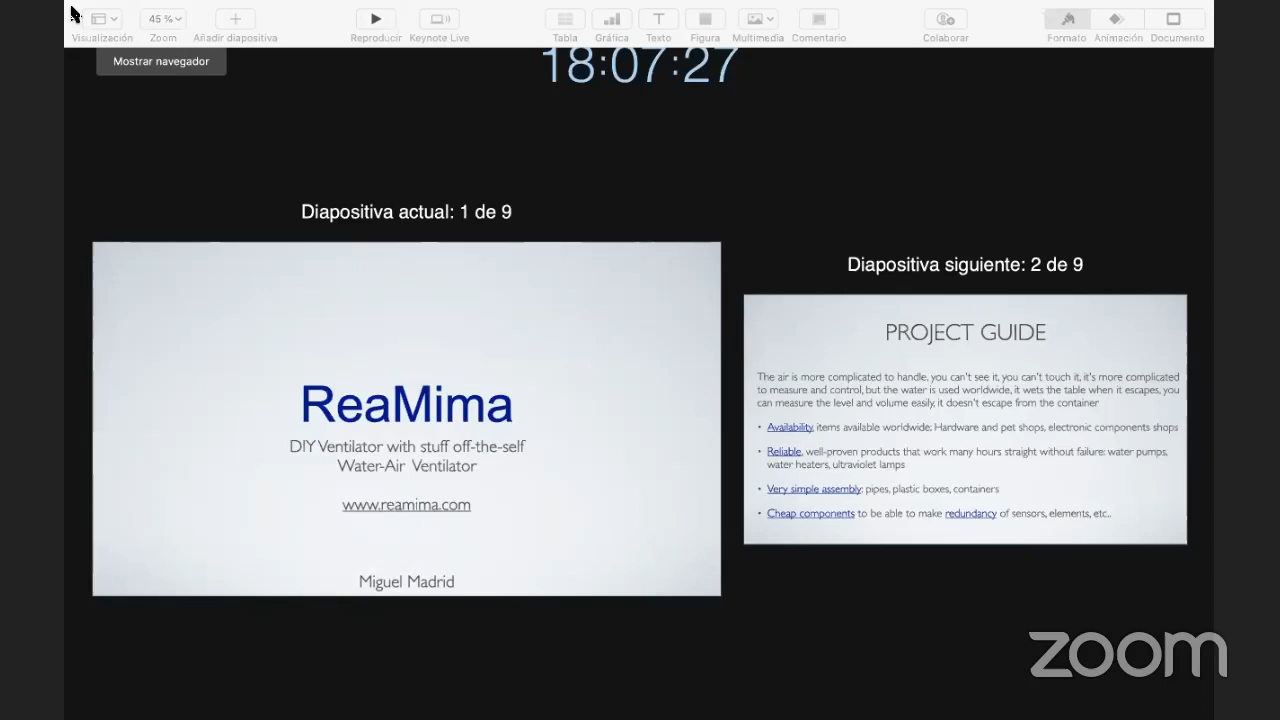 Visualización
45 %
Zoom
Añadir diapositiva
Reproducir
Keynote Live
Tabla
Gráfica
Texto
Figura
Multimedia
Comentario
Colaborar
Formato
Animación
Documento
Mostrar navegador
18:07:27
Diapositiva actual: 1 de 9
ReaMima
DIY Ventilator with stuff off-the-self
Water-Air Ventilator
www.reamima.com
Miguel Madrid
Diapositiva siguiente: 2 de 9
PROJECT GUIDE
The air is more complicated to handle, you can't see it, you can't touch it, it's more complicated
to measure and control, but the water is used worldwide, it wets the table when it escapes, you
can measure the level and volume easily, it doesn't escape from the container
• Availability, items available worldwide: Hardware and pet shops, electronic components shops
• Reliable, well-proven products that work many hours straight without failure: water pumps,
water heaters, ultraviolet lamps
• Very simple assembly: pipes, plastic boxes, containers
• Cheap components to be able to make redundancy of sensors, elements, etc..
zoom